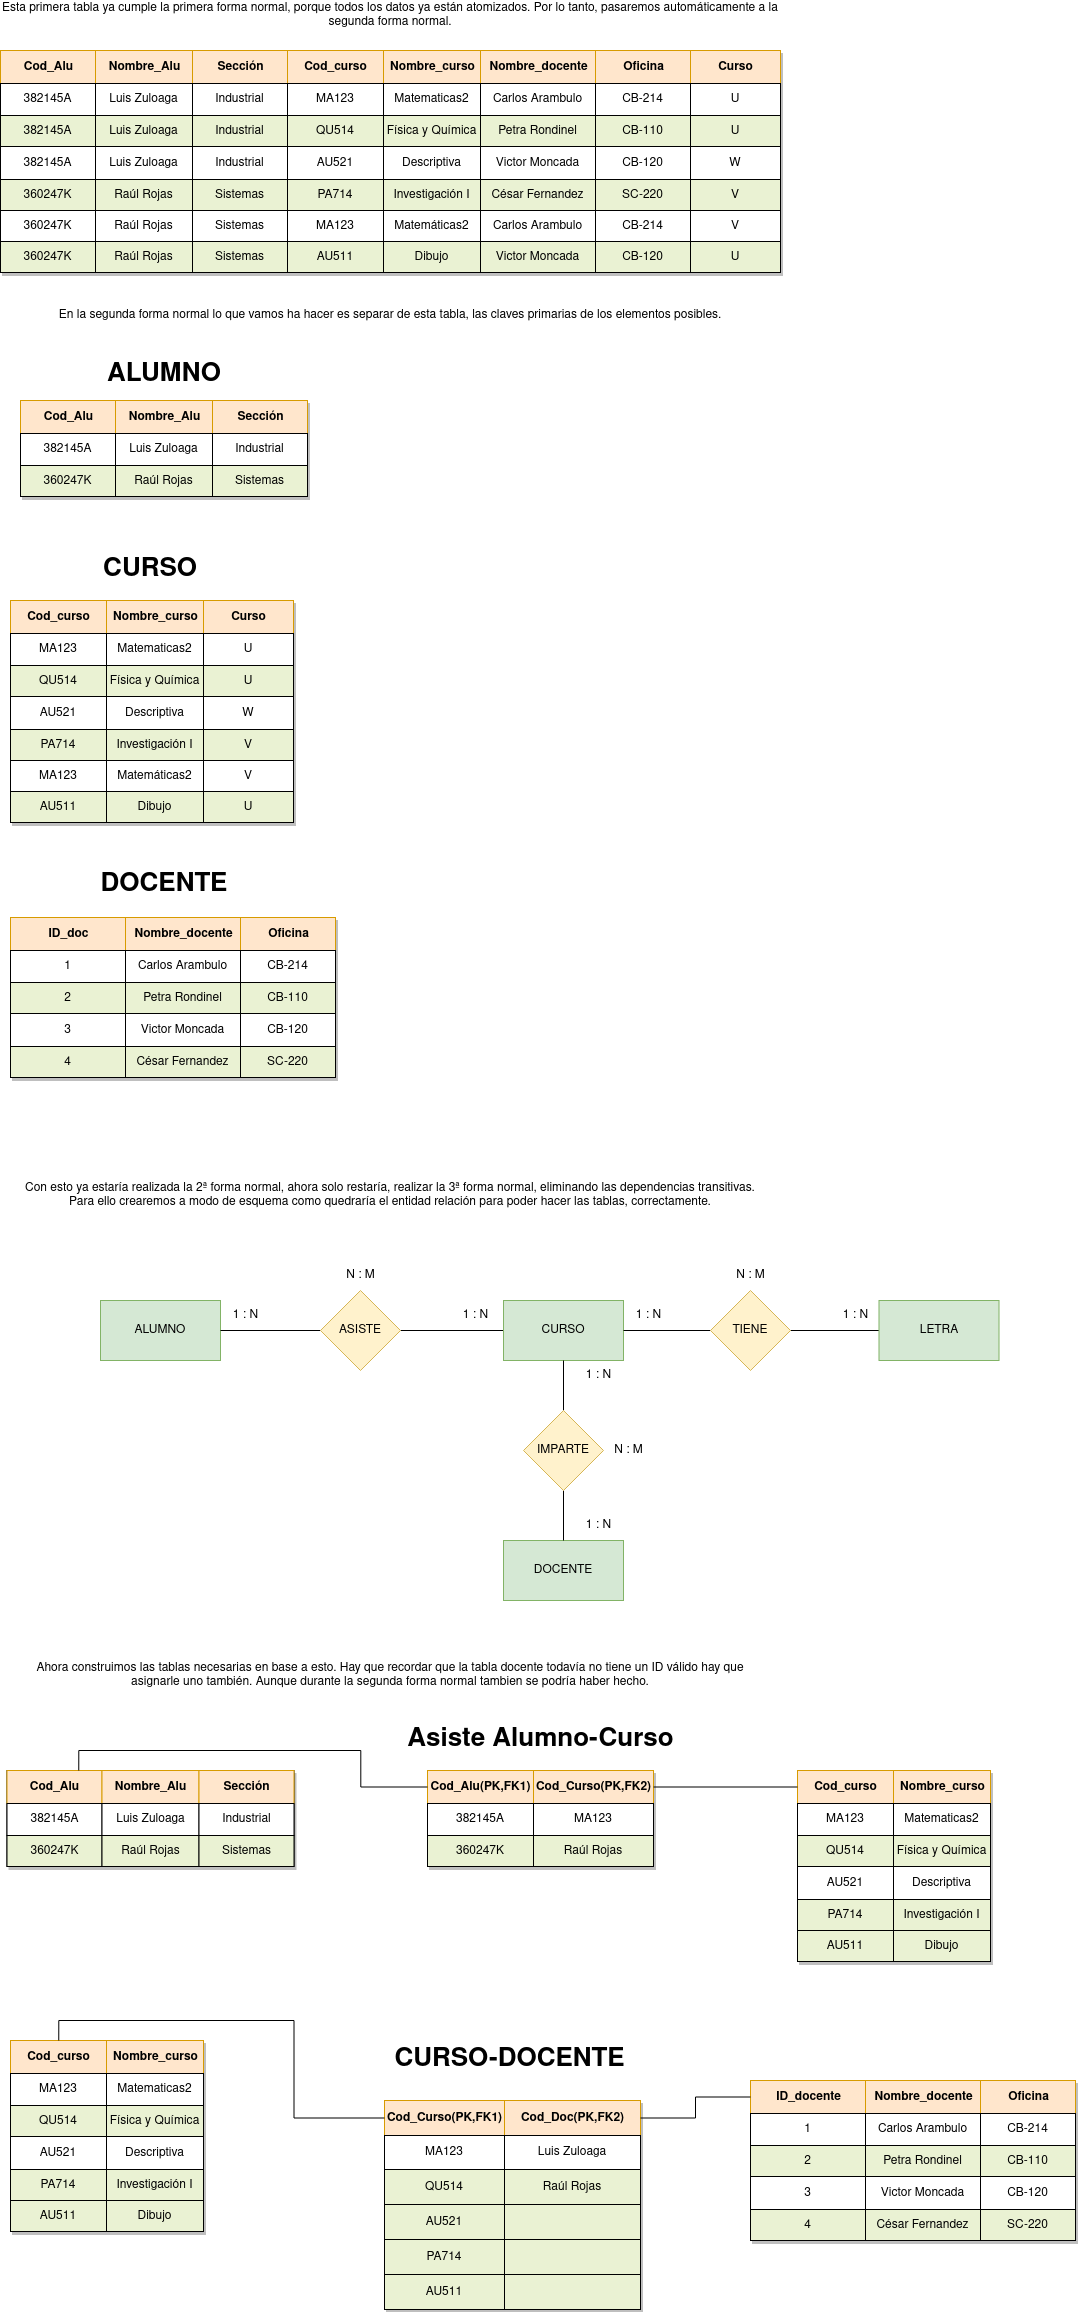 Esta primera tabla ya cumple la primera forma normal, porque todos los datos ya están atomizados. Por lo tanto, pasaremos automáticamente a la
segunda forma normal.
Cod_Alu Nombre_Alu Sección Cod_curso Nombre_curso Nombre_docente Oficina Curso
382145A Luis Zuloaga Industrial MA123 Matematicas2 Carlos Arambulo CB-214 U
382145A Luis Zuloaga Industrial QU514 Física y Química Petra Rondinel CB-110 U
382145A Luis Zuloaga Industrial AU521 Descriptiva Victor Moncada CB-120 W
360247K Raúl Rojas Sistemas PA714 Investigación I César Fernandez SC-220 V
360247K Raúl Rojas Sistemas MA123 Matemáticas2 Carlos Arambulo CB-214 V
360247K Raúl Rojas Sistemas AU511 Dibujo Victor Moncada CB-120 U
En la segunda forma normal lo que vamos ha hacer es separar de esta tabla, las claves primarias de los elementos posibles.
ALUMNO
Cod_Alu Nombre_Alu Sección
382145A Luis Zuloaga Industrial
360247K Raúl Rojas Sistemas
CURSO
Cod_curso Nombre_curso Curso
MA123 Matematicas2 U
QU514 Física y Química U
AU521 Descriptiva W
PA714 Investigación I V
MA123 Matemáticas2 V
AU511 Dibujo U
DOCENTE
ID_doc Nombre_docente Oficina
1 Carlos Arambulo CB-214
2 Petra Rondinel CB-110
3 Victor Moncada CB-120
4 César Fernandez SC-220
Con esto ya estaría realizada la 2ª forma normal, ahora solo restaría, realizar la 3ª forma normal, eliminando las dependencias transitivas.
Para ello crearemos a modo de esquema como quedraría el entidad relación para poder hacer las tablas, correctamente.
N : M N : M
1 : N 1 : N 1 : N 1 : N
ALUMNO ASISTE CURSO TIENE LETRA
1 : N
IMPARTE N : M
1 : N
DOCENTE
Ahora construimos las tablas necesarias en base a esto. Hay que recordar que la tabla docente todavía no tiene un ID válido hay que
asignarle uno también. Aunque durante la segunda forma normal tambien se podría haber hecho.
Asiste Alumno-Curso
Cod_Alu Nombre_Alu Sección
382145A Luis Zuloaga Industrial
360247K Raúl Rojas Sistemas
Cod_Alu(PK,FK1) Cod_Curso(PK,FK2)
382145A MA123
360247K Raúl Rojas
Cod_curso Nombre_curso
MA123 Matematicas2
QU514 Física y Química
AU521 Descriptiva
PA714 Investigación I
AU511 Dibujo
Cod_curso Nombre_curso
MA123 Matematicas2
QU514 Física y Química
AU521 Descriptiva
PA714 Investigación I
AU511 Dibujo
CURSO-DOCENTE
Cod_Curso(PK,FK1) Cod_Doc(PK,FK2)
MA123 Luis Zuloaga
QU514 Raúl Rojas
AU521
PA714
AU511
ID_docente Nombre_docente Oficina
1 Carlos Arambulo CB-214
2 Petra Rondinel CB-110
3 Victor Moncada CB-120
4 César Fernandez SC-220